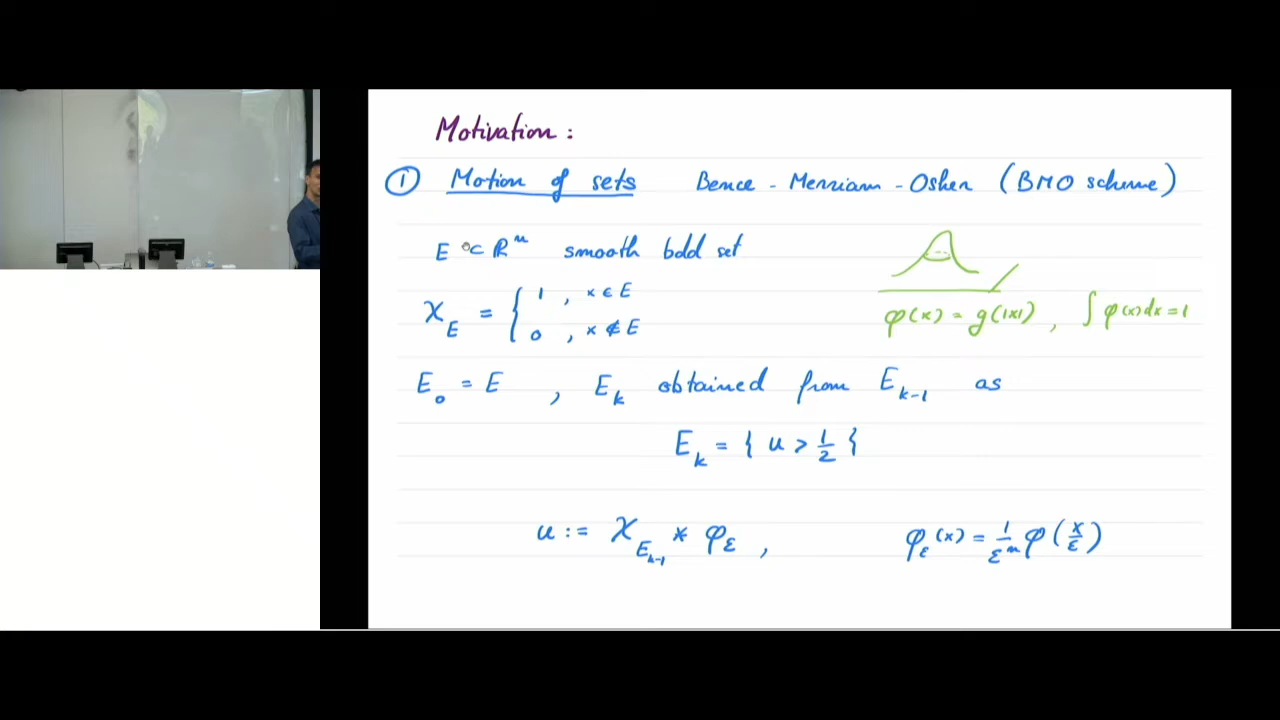 Motivation:
① Motion of sets Bence - Merriam - Osher (BMO scheme)
E ⊂ ℝⁿ smooth bdd set
χ_E = { 1 , x ∈ E
0 , x ∉ E
φ(x) = g(|x|) , ∫ φ(x)dx = 1
E₀ = E , E_k obtained from E_{k-1} as
E_k = { u > 1/2 }
u := χ_{E_{k-1}} * φ_ε , φ_ε(x) = 1/εⁿ φ(x/ε)